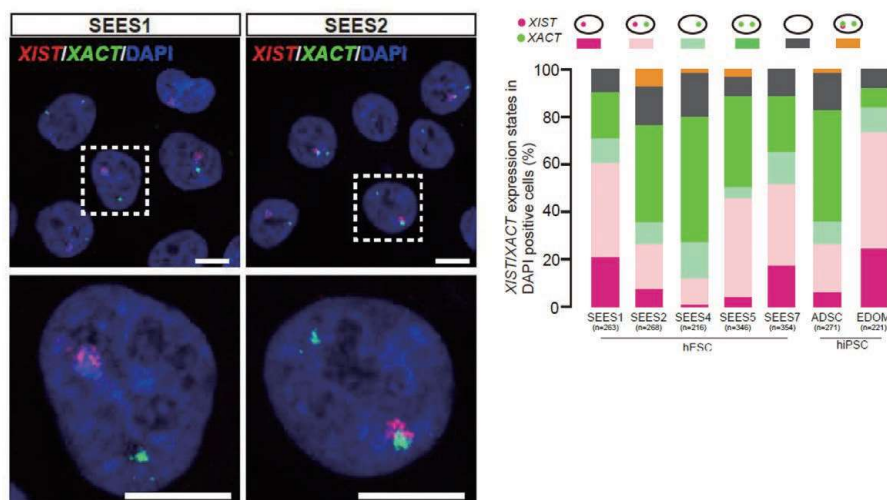 SEES1
SEES2
XIST/XACT/DAPI
XIST/XACT/DAPI
XIST
XACT
XIST/XACT expression states in
DAPI positive cells (%)
100
80
60
40
20
0
SEES1 SEES2 SEES4 SEES5 SEES7 ADSC EDOM
(n=263) (n=268) (n=216) (n=346) (n=354) (n=271) (n=221)
hESC hiPSC